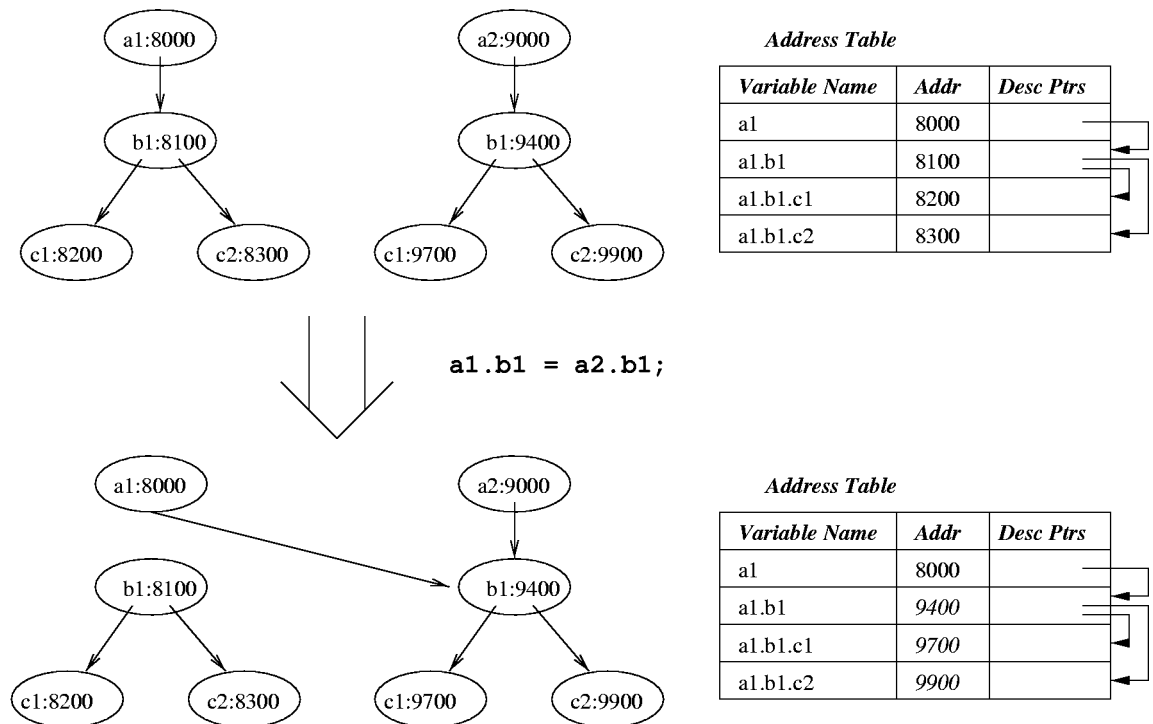 a1:8000
a2:9000
b1:8100
b1:9400
c1:8200
c2:8300
c1:9700
c2:9900
Address Table
Variable Name Addr Desc Ptrs
a1 8000
a1.b1 8100
a1.b1.c1 8200
a1.b1.c2 8300
a1.b1 = a2.b1;
a1:8000
a2:9000
b1:8100
b1:9400
c1:8200
c2:8300
c1:9700
c2:9900
Address Table
Variable Name Addr Desc Ptrs
a1 8000
a1.b1 9400
a1.b1.c1 9700
a1.b1.c2 9900